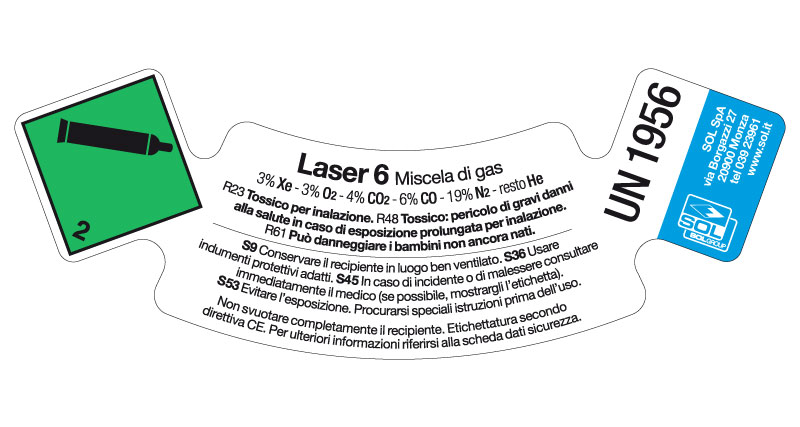 2
Laser 6 Miscela di gas
3% Xe - 3% O2 - 4% CO2 - 6% CO - 19% N2 - resto He
R23 Tossico per inalazione. R48 Tossico: pericolo di gravi danni
alla salute in caso di esposizione prolungata per inalazione.
R61 Può danneggiare i bambini non ancora nati.
S9 Conservare il recipiente in luogo ben ventilato. S36 Usare
indumenti protettivi adatti. S45 In caso di incidente o di malessere consultare
immediatamente il medico (se possibile, mostrargli l'etichetta).
S53 Evitare l'esposizione. Procurarsi speciali istruzioni prima dell'uso.
Non svuotare completamente il recipiente. Etichettatura secondo
direttiva CE. Per ulteriori informazioni riferirsi alla scheda dati sicurezza.
UN 1956
SOL SpA
via Borgazzi 27
20900 Monza
tel 039 23961
www.sol.it
SOL
SOLGROUP